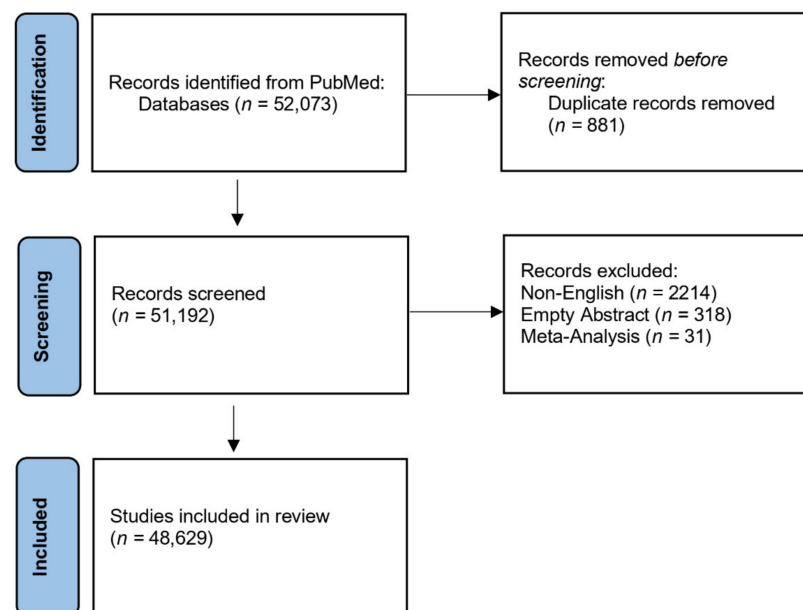 Identification
Records identified from PubMed:
Databases (n = 52,073)
Records removed before
screening:
Duplicate records removed
(n = 881)
Screening
Records screened
(n = 51,192)
Records excluded:
Non-English (n = 2214)
Empty Abstract (n = 318)
Meta-Analysis (n = 31)
Included
Studies included in review
(n = 48,629)